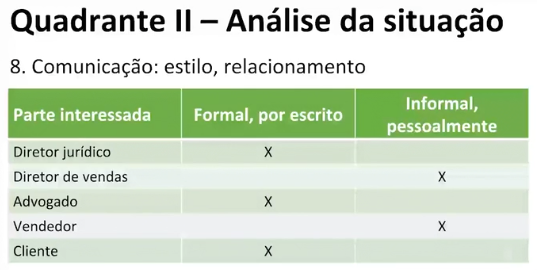 Quadrante II – Análise da situação
8. Comunicação: estilo, relacionamento
Parte interessada Formal, por escrito Informal, pessoalmente
Diretor jurídico X
Diretor de vendas X
Advogado X
Vendedor X
Cliente X